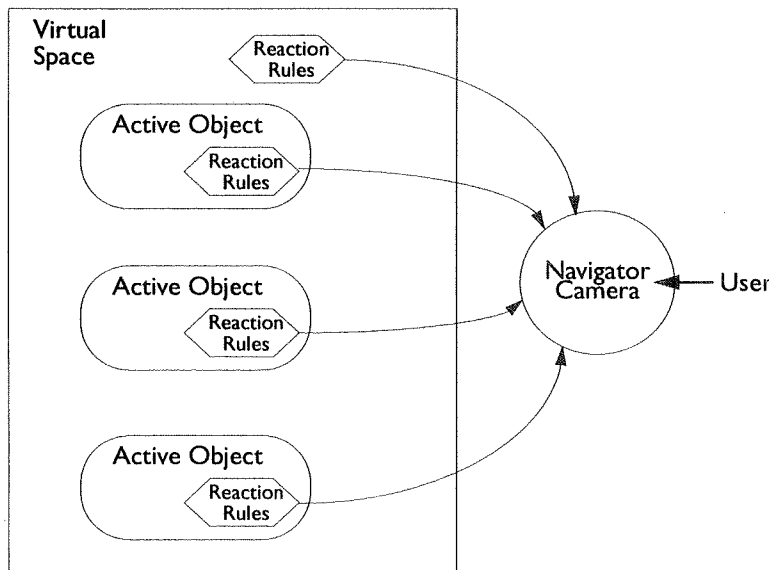 Virtual
Space
Reaction
Rules
Active Object
Reaction
Rules
Active Object
Reaction
Rules
Active Object
Reaction
Rules
Navigator
Camera
User